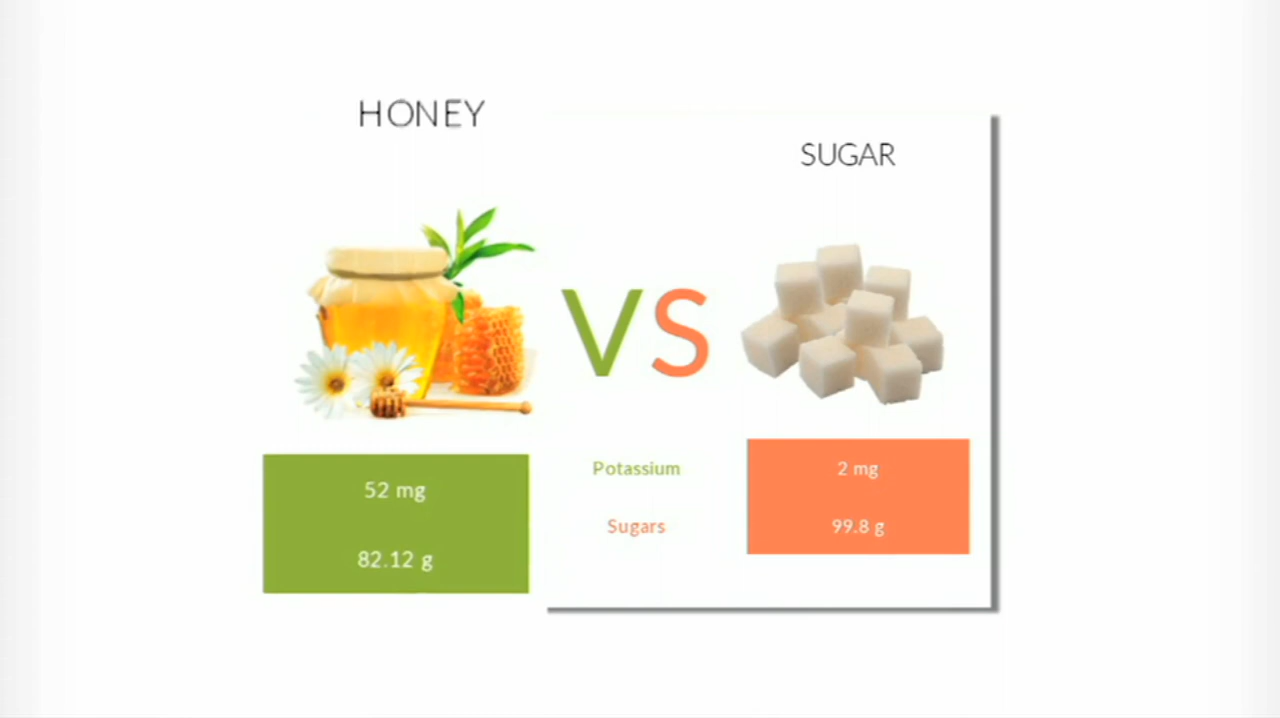 HONEY
SUGAR
VS
52 mg
Potassium
2 mg
82.12 g
Sugars
99.8 g